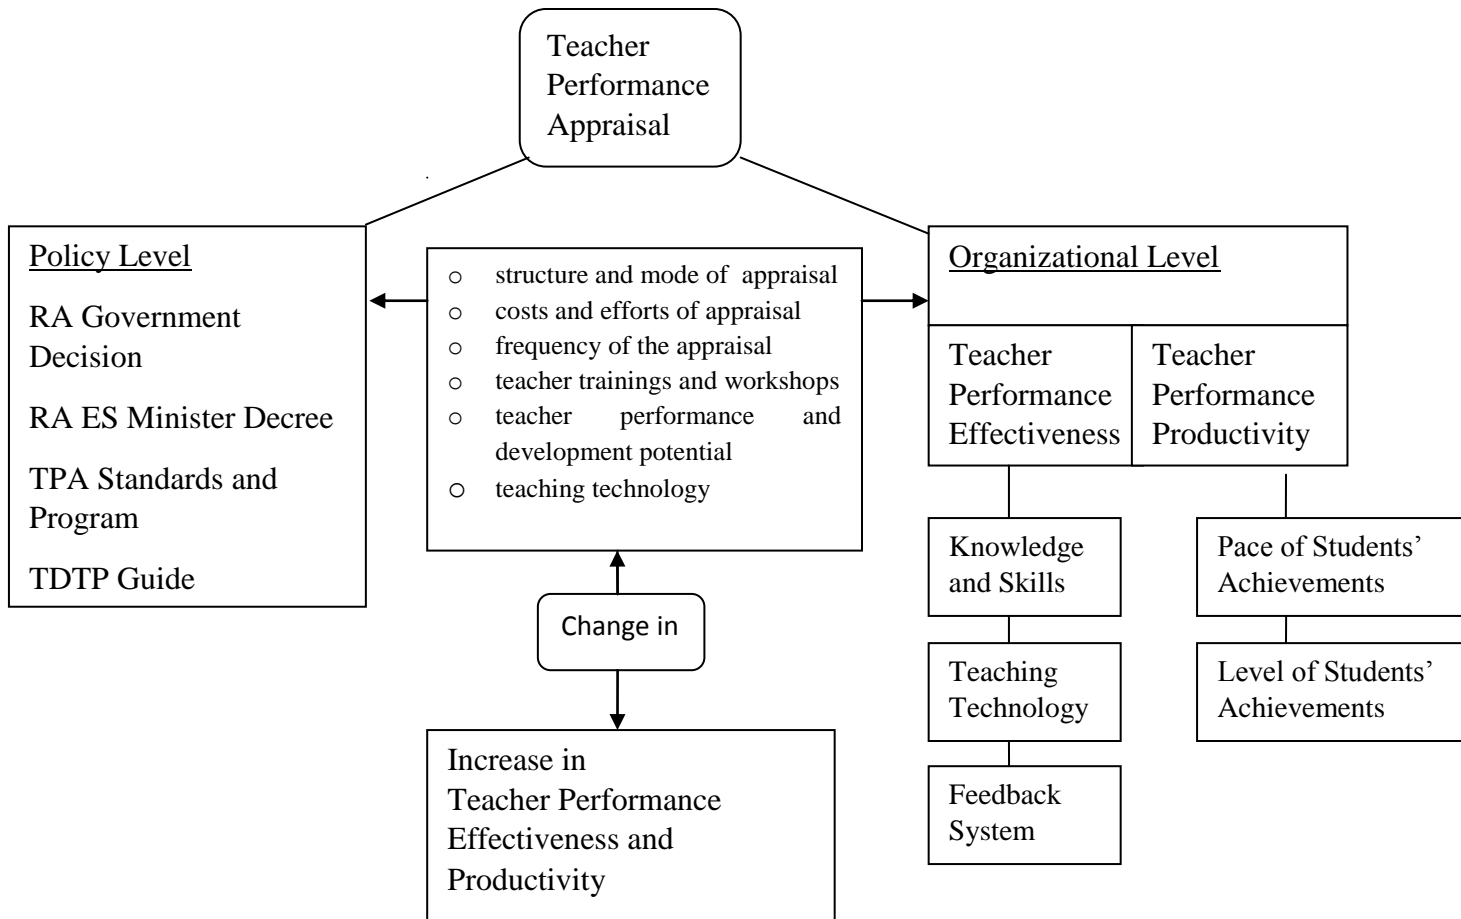 Teacher
Performance
Appraisal
Policy Level
RA Government
Decision
RA ES Minister Decree
TPA Standards and
Program
TDTP Guide
o structure and mode of appraisal
o costs and efforts of appraisal
o frequency of the appraisal
o teacher trainings and workshops
o teacher performance and
development potential
o teaching technology
Change in
Increase in
Teacher Performance
Effectiveness and
Productivity
Organizational Level
Teacher
Performance
Effectiveness
Teacher
Performance
Productivity
Knowledge
and Skills
Teaching
Technology
Feedback
System
Pace of Students’
Achievements
Level of Students’
Achievements